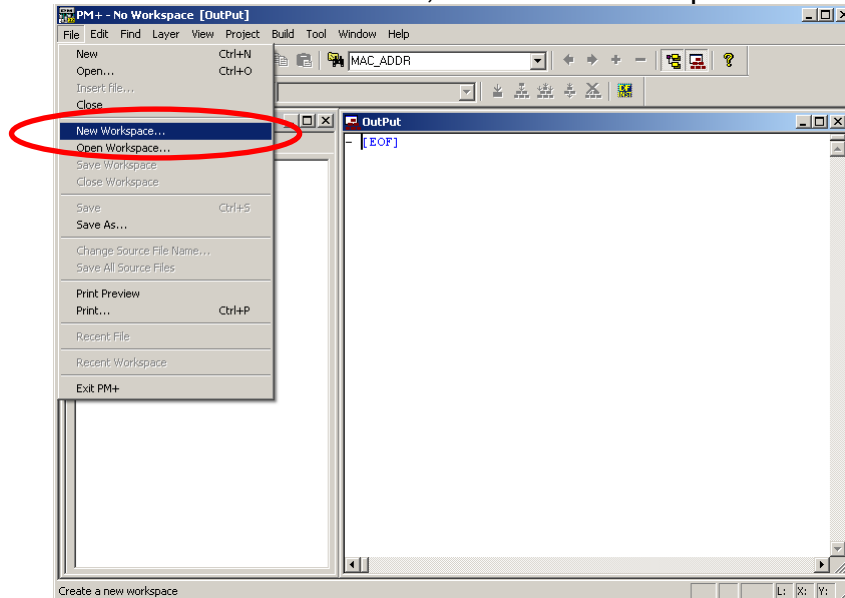 PM+ - No Workspace [OutPut]
File Edit Find Layer View Project Build Tool Window Help
New Ctrl+N
MAC_ADDR
Open... Ctrl+O
Insert file...
Close
New Workspace...
OutPut
Open Workspace...
[EOF]
Save Workspace
Close Workspace
Save Ctrl+S
Save As...
Change Source File Name...
Save All Source Files
Print Preview
Print... Ctrl+P
Recent File
Recent Workspace
Exit PM+
Create a new workspace L: X: Y: